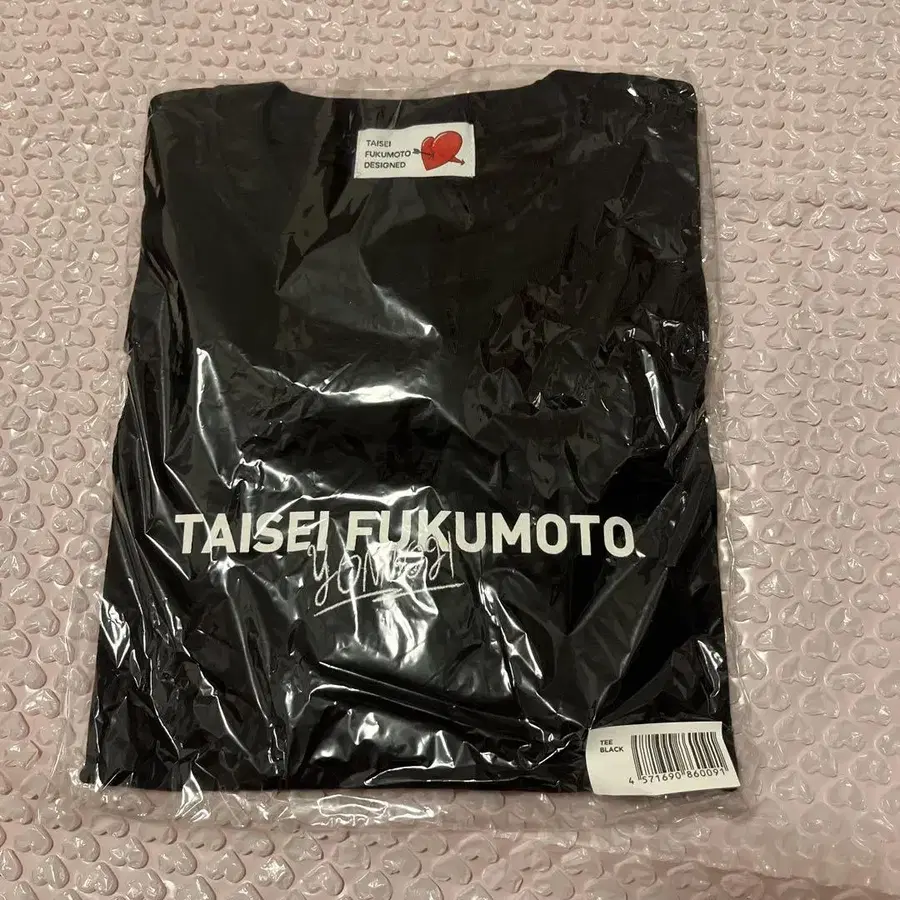 TAISEI
FUKUMOTO
DESIGNED
TAISEI FUKUMOTO
TEE
BLACK
4 571690 860091